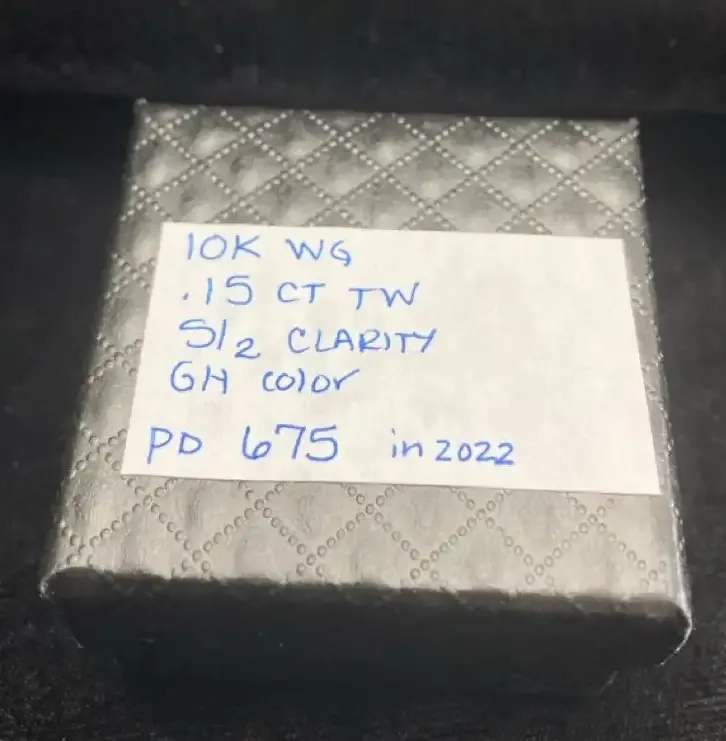 10K WG
.15 CT TW
SI2 CLARITY
GH color
PD 675 in 2022